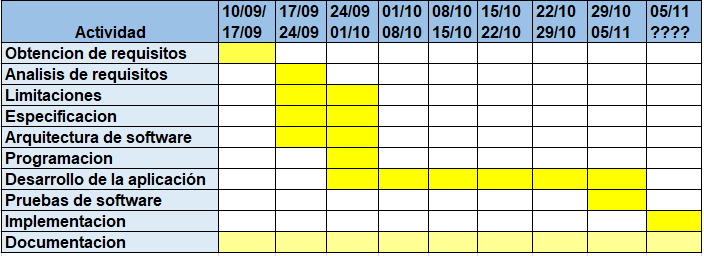 Actividad 10/09/ 17/09 24/09 01/10 08/10 15/10 22/10 29/10 05/11
17/09 24/09 01/10 08/10 15/10 22/10 29/10 05/11 ????
Obtencion de requisitos
Analisis de requisitos
Limitaciones
Especificacion
Arquitectura de software
Programacion
Desarrollo de la aplicación
Pruebas de software
Implementacion
Documentacion